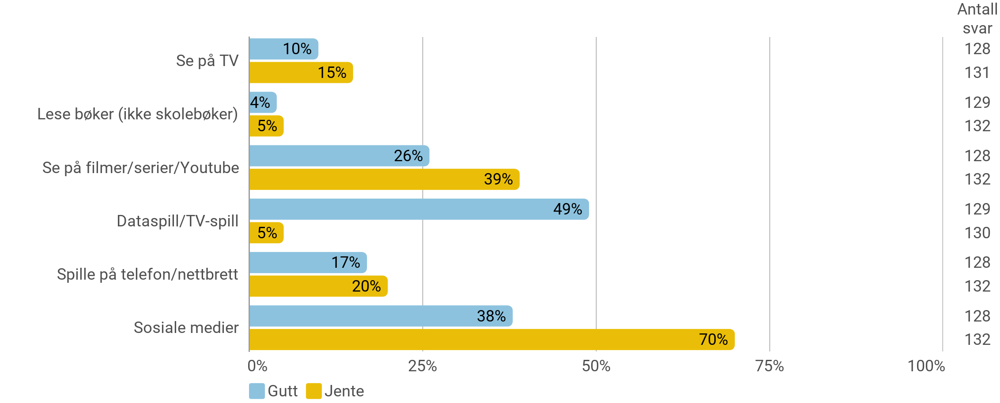 Antall
svar
Se på TV
10%
128
15%
131
Lese bøker (ikke skolebøker)
4%
129
5%
132
Se på filmer/serier/Youtube
26%
128
39%
132
Dataspill/TV-spill
49%
129
5%
130
Spille på telefon/nettbrett
17%
128
20%
132
Sosiale medier
38%
128
70%
132
0% 25% 50% 75% 100%
Gutt Jente